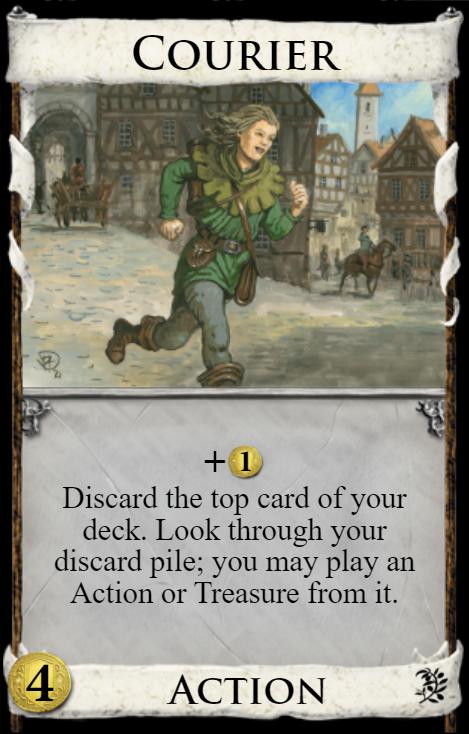 COURIER
+1
Discard the top card of your
deck. Look through your
discard pile; you may play an
Action or Treasure from it.
4
ACTION